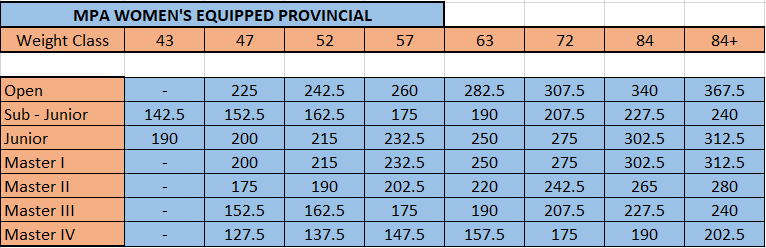 MPA WOMEN'S EQUIPPED PROVINCIAL
Weight Class 43 47 52 57 63 72 84 84+
Open - 225 242.5 260 282.5 307.5 340 367.5
Sub - Junior 142.5 152.5 162.5 175 190 207.5 227.5 240
Junior 190 200 215 232.5 250 275 302.5 312.5
Master I - 200 215 232.5 250 275 302.5 312.5
Master II - 175 190 202.5 220 242.5 265 280
Master III - 152.5 162.5 175 190 207.5 227.5 240
Master IV - 127.5 137.5 147.5 157.5 175 190 202.5